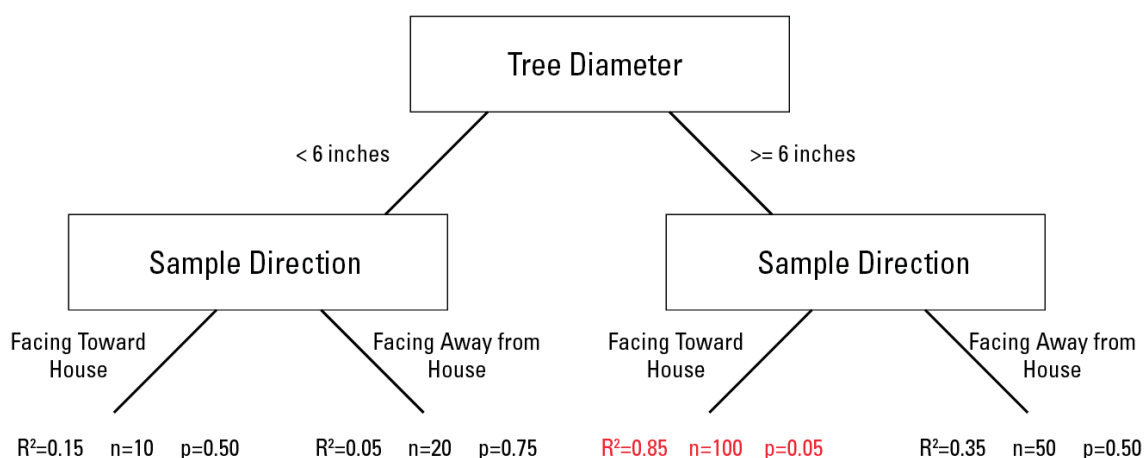 Tree Diameter
< 6 inches
>= 6 inches
Sample Direction
Sample Direction
Facing Toward
House
Facing Away from
House
Facing Toward
House
Facing Away from
House
R²=0.15 n=10 p=0.50
R²=0.05 n=20 p=0.75
R²=0.85 n=100 p=0.05
R²=0.35 n=50 p=0.50